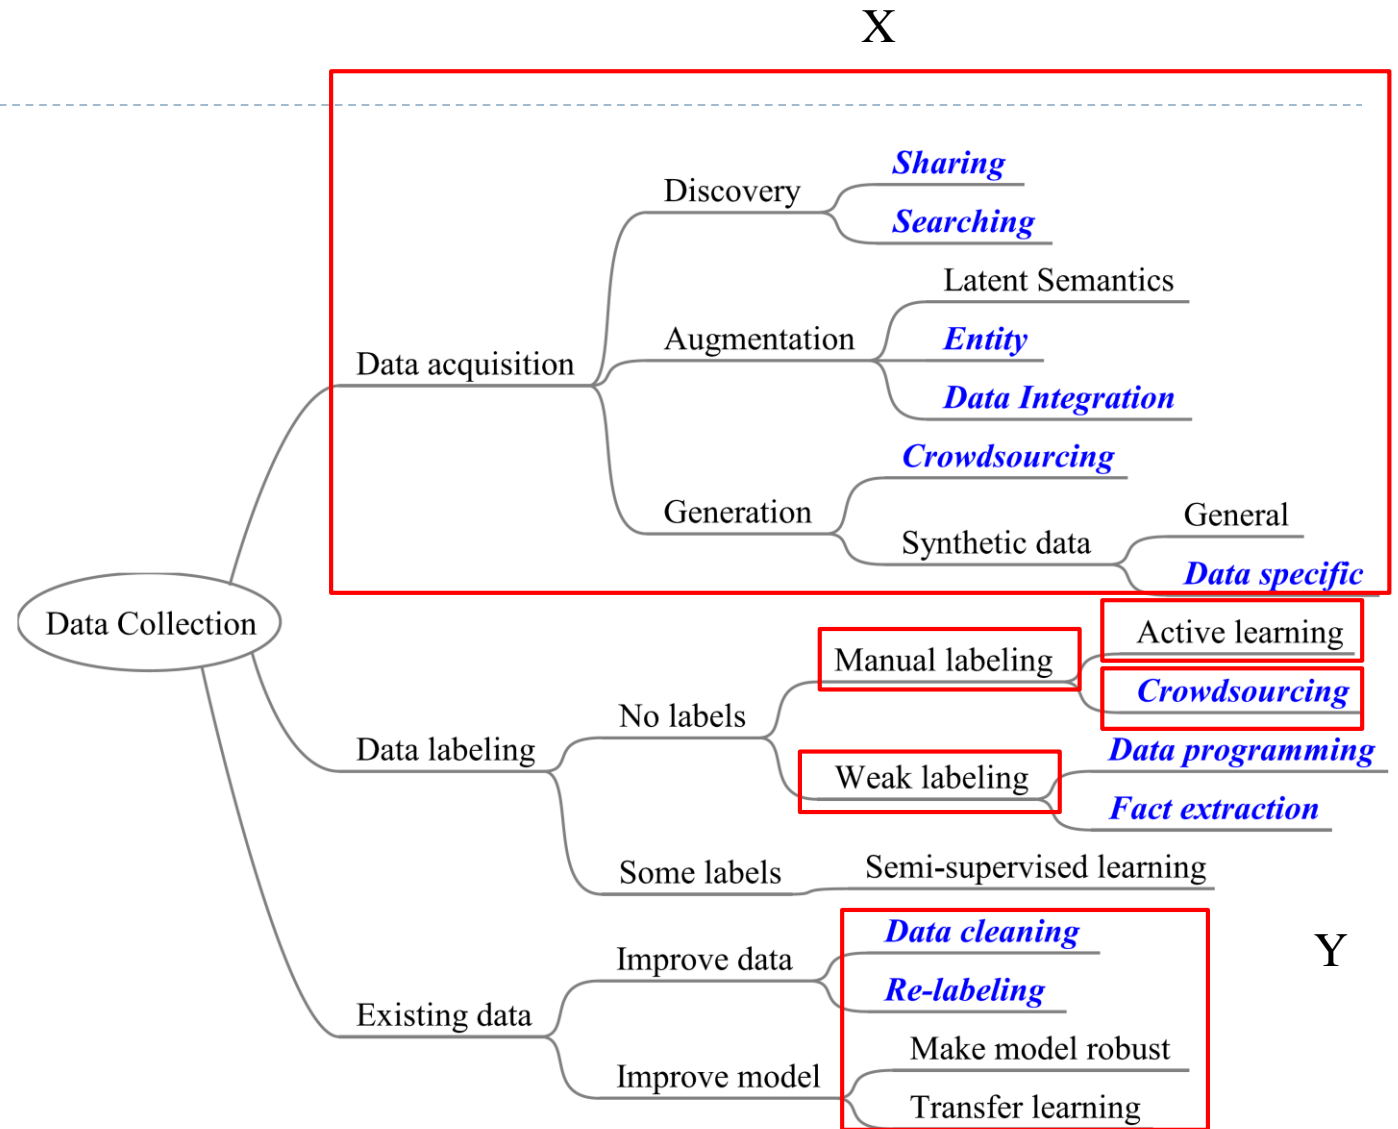 X
Sharing
Discovery
Searching
Latent Semantics
Augmentation
Entity
Data acquisition
Data Integration
Crowdsourcing
Generation
General
Synthetic data
Data specific
Data Collection
Active learning
Manual labeling
Crowdsourcing
No labels
Data labeling
Data programming
Weak labeling
Fact extraction
Some labels
Semi-supervised learning
Data cleaning
Y
Improve data
Re-labeling
Existing data
Make model robust
Improve model
Transfer learning